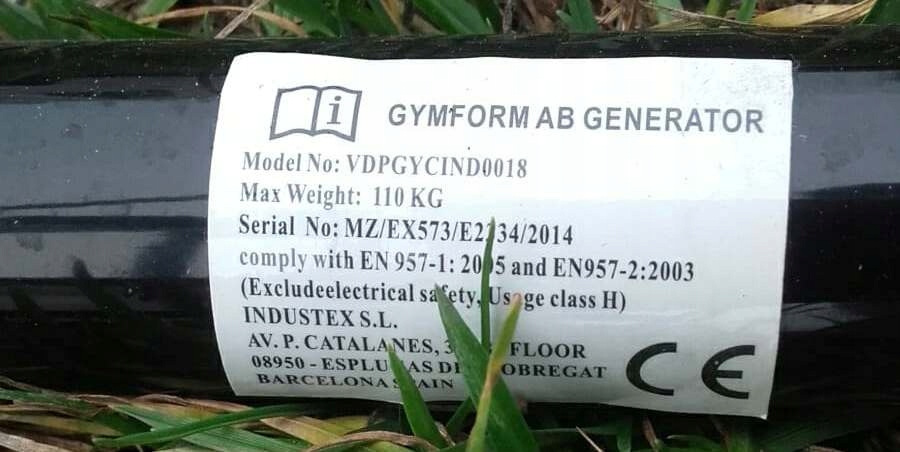 i GYMFORM AB GENERATOR
Model No: VDPGYCIND0018
Max Weight: 110 KG
Serial No: MZ/EX573/E2234/2014
comply with EN 957-1: 2005 and EN957-2:2003
(Excludeelectrical safety, Usage class H)
INDUSTEX S.L.
AV. P. CATALANES, FLOOR
08950 - ESPLUGAS DE LLOBREGAT
BARCELONA SPAIN
CE